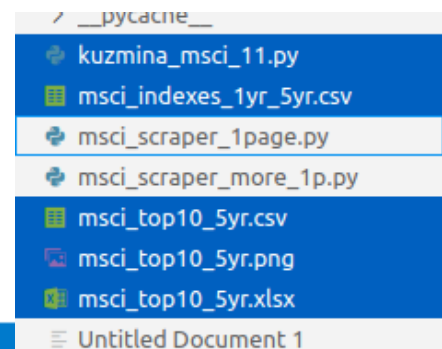 __pycache__
kuzmina_msci_11.py
msci_indexes_1yr_5yr.csv
msci_scraper_1page.py
msci_scraper_more_1p.py
msci_top10_5yr.csv
msci_top10_5yr.png
msci_top10_5yr.xlsx
Untitled Document 1